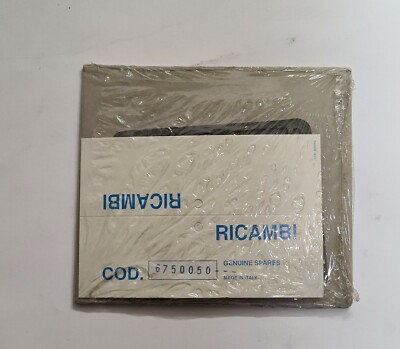 RICAMBI
RICAMBI
COD. 6750050--- GENUINE SPARES
MADE IN ITALY